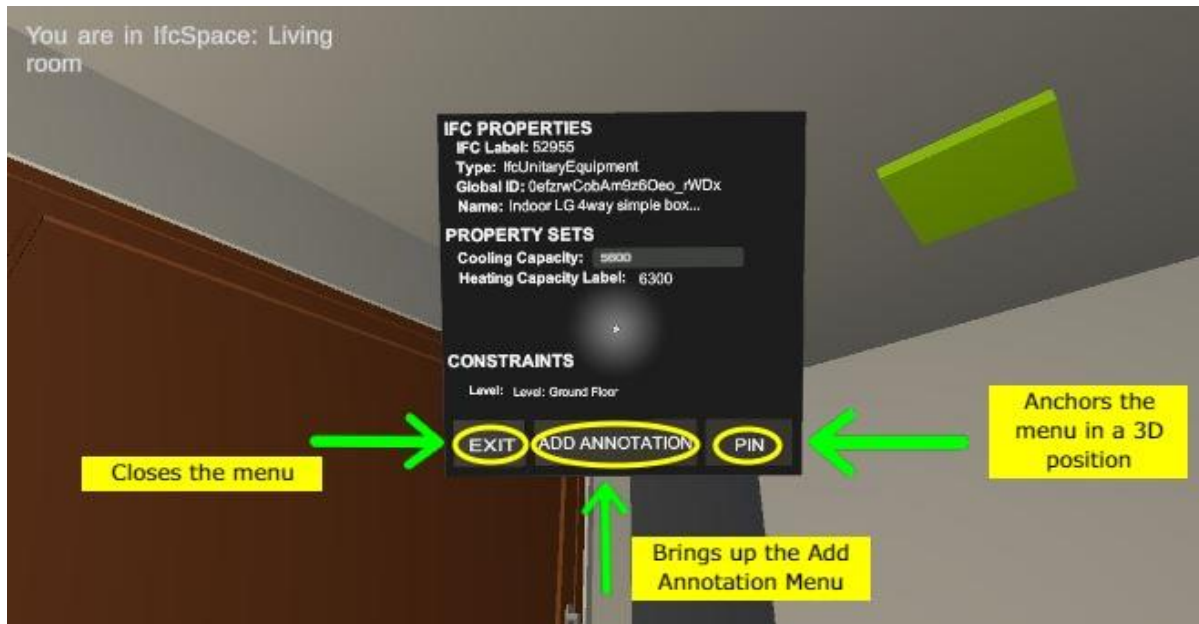 You are in IfcSpace: Living
room
IFC PROPERTIES
IFC Label: 52955
Type: IfcUnitaryEquipment
Global ID: 0efzrwCobAm9z6Oeo_rWDx
Name: Indoor LG 4way simple box...
PROPERTY SETS
Cooling Capacity: 5600
Heating Capacity Label: 6300
CONSTRAINTS
Level: Level: Ground Floor
EXIT ADD ANNOTATION PIN
Closes the menu
Anchors the
menu in a 3D
position
Brings up the Add
Annotation Menu